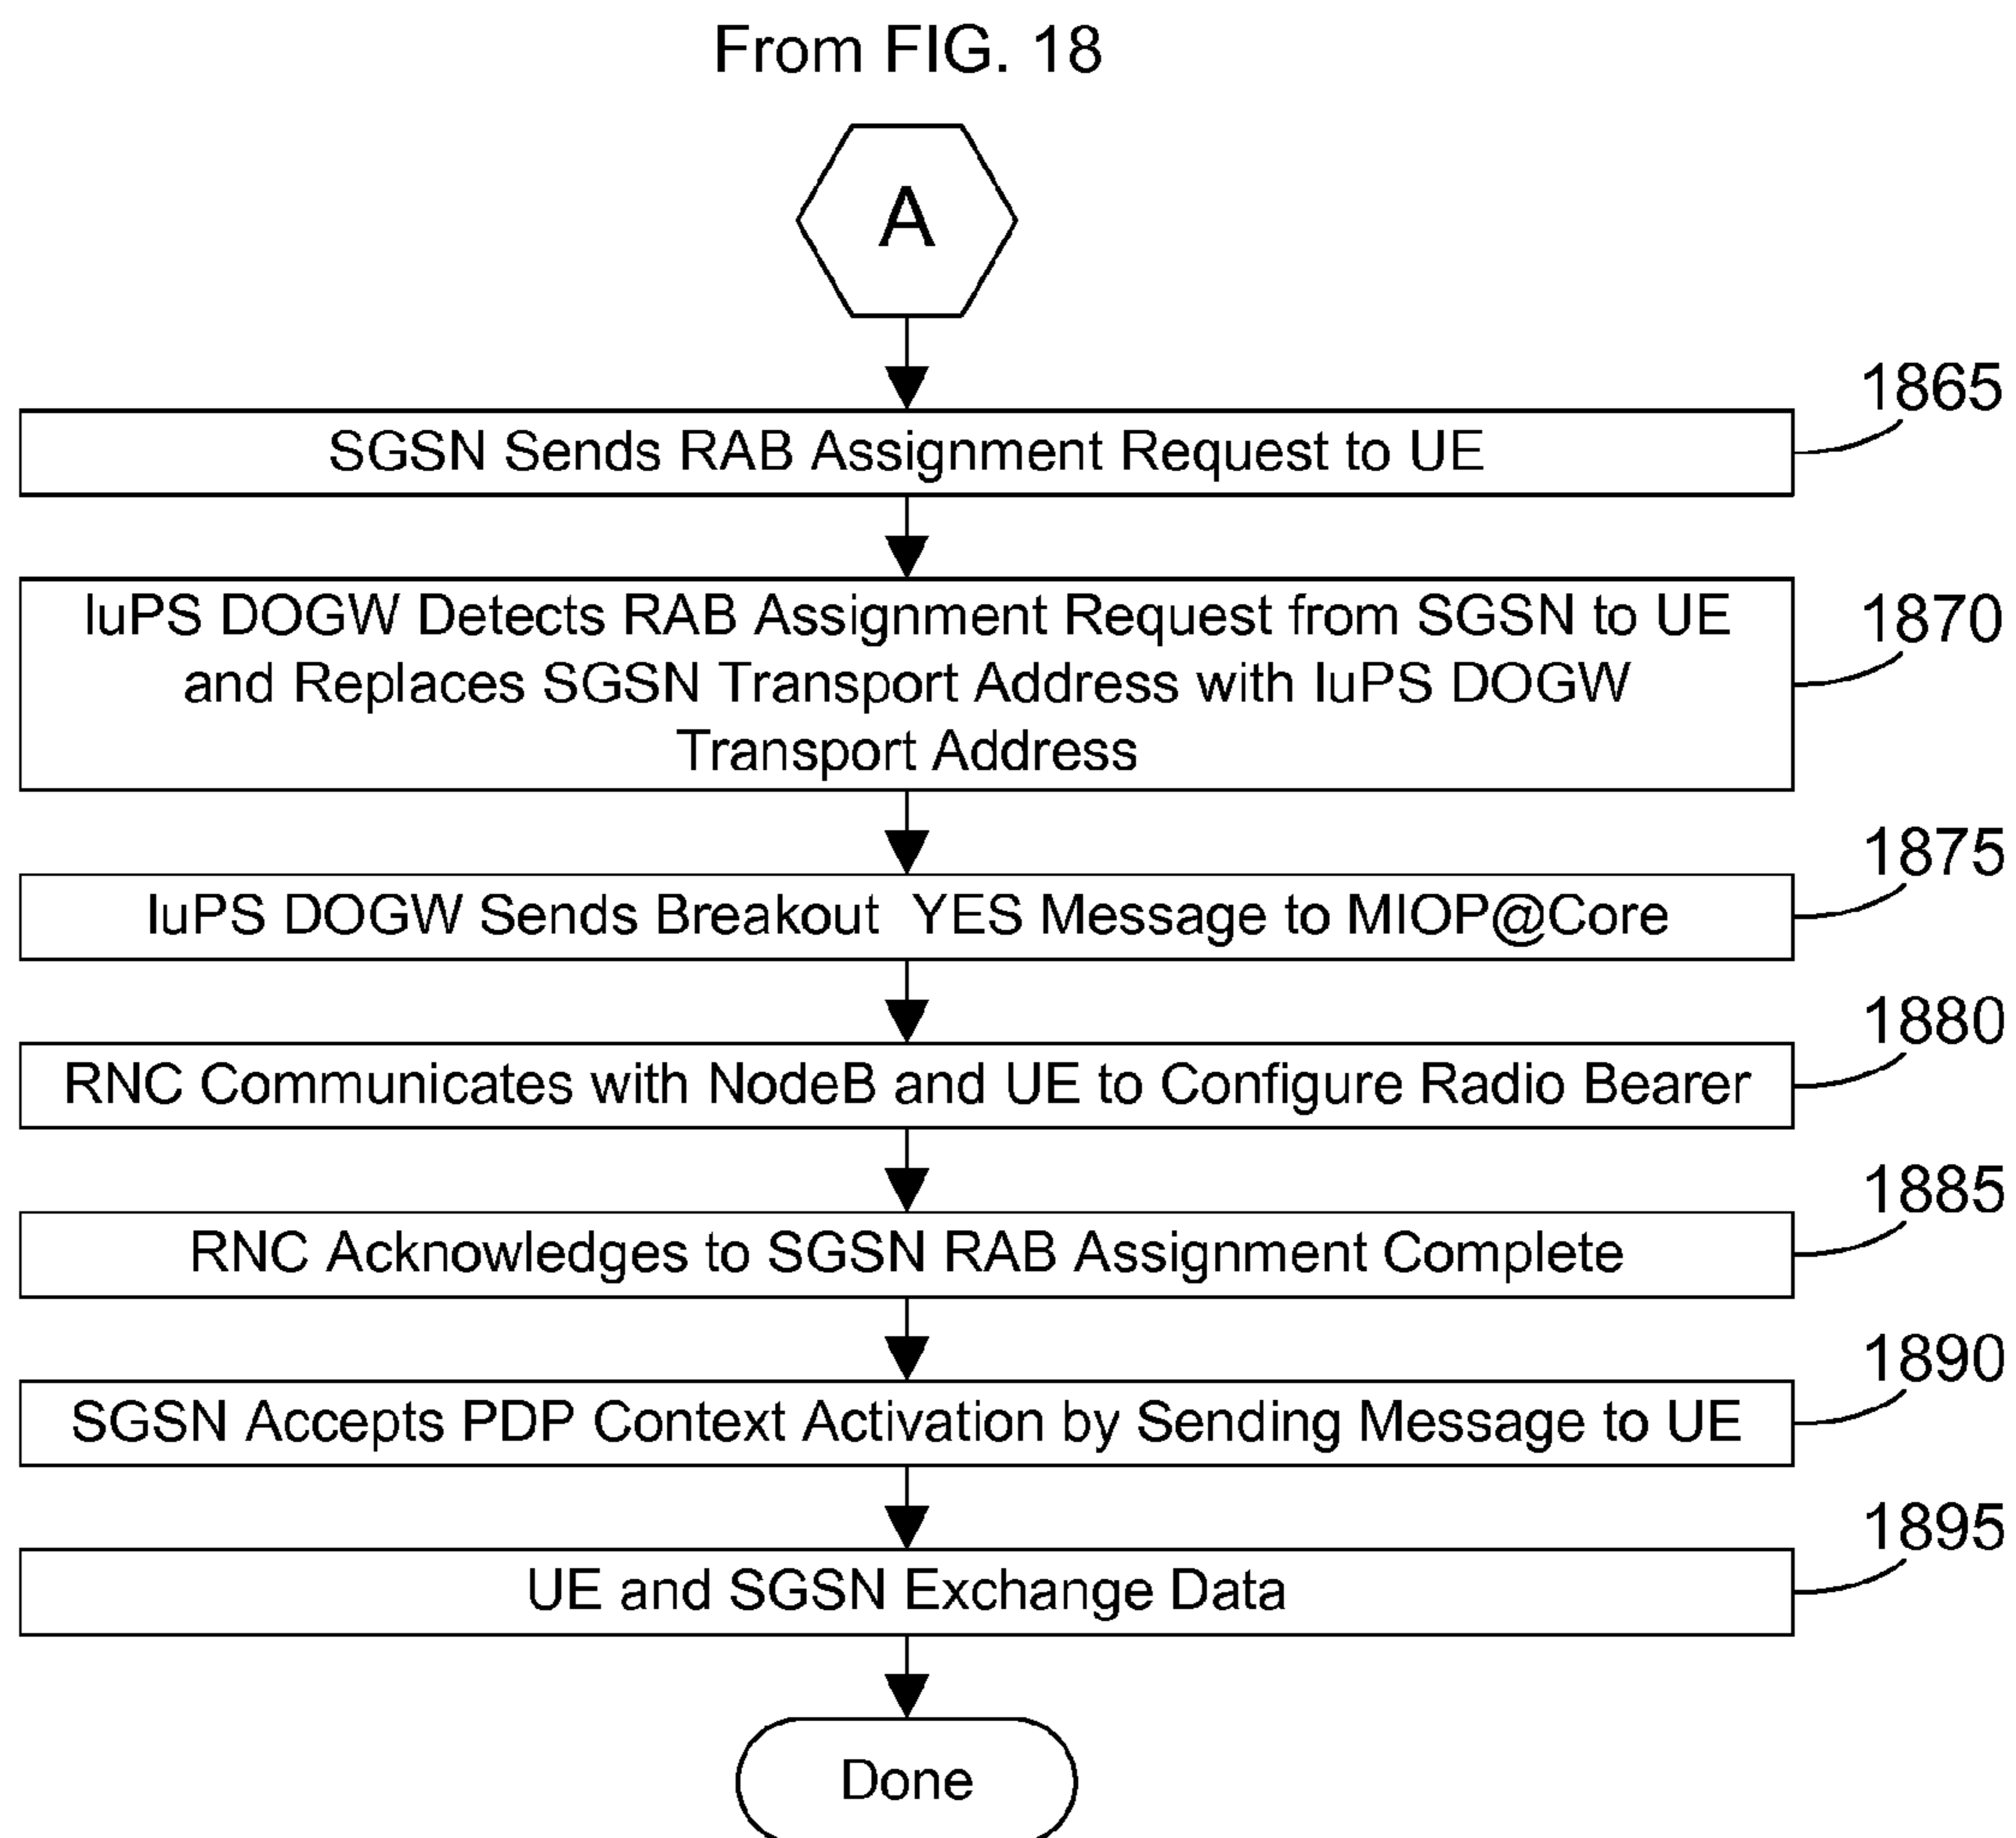 From FIG. 18
A
1865
SGSN Sends RAB Assignment Request to UE
IuPS DOGW Detects RAB Assignment Request from SGSN to UE
1870
and Replaces SGSN Transport Address with IuPS DOGW
Transport Address
1875
IuPS DOGW Sends Breakout YES Message to MIOP@Core
1880
RNC Communicates with NodeB and UE to Configure Radio Bearer
1885
RNC Acknowledges to SGSN RAB Assignment Complete
1890
SGSN Accepts PDP Context Activation by Sending Message to UE
1895
UE and SGSN Exchange Data
Done